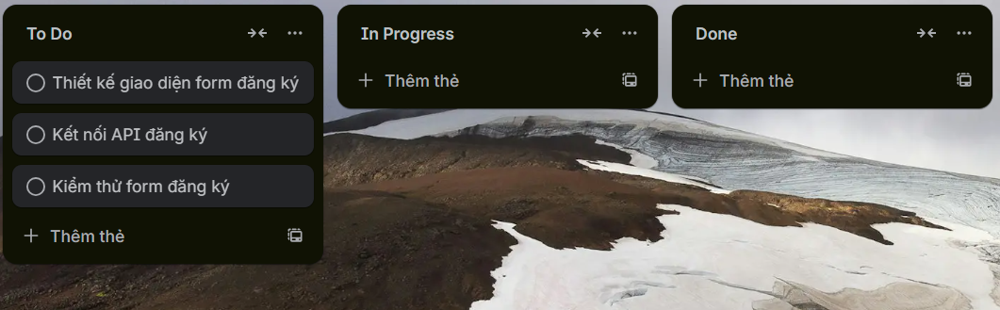 To Do
Thiết kế giao diện form đăng ký
Kết nối API đăng ký
Kiểm thử form đăng ký
Thêm thẻ
In Progress
Thêm thẻ
Done
Thêm thẻ